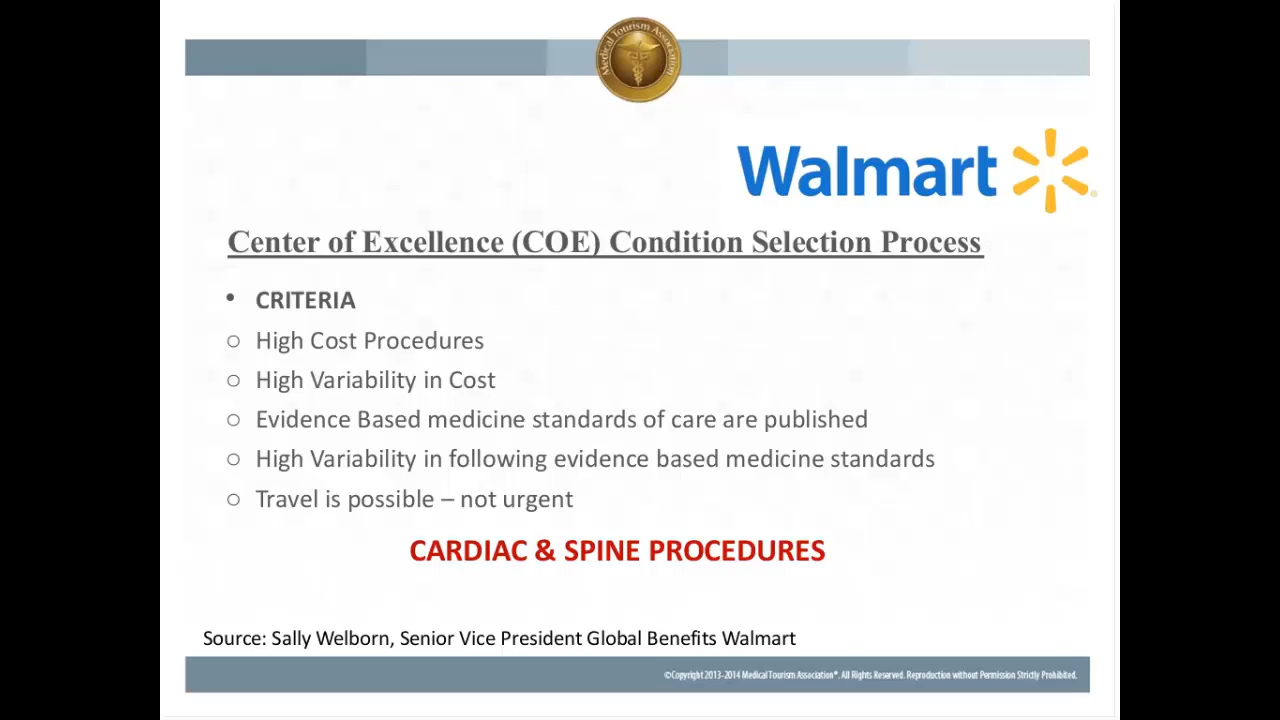 Medical Tourism Association
Walmart
Center of Excellence (COE) Condition Selection Process
• CRITERIA
○ High Cost Procedures
○ High Variability in Cost
○ Evidence Based medicine standards of care are published
○ High Variability in following evidence based medicine standards
○ Travel is possible – not urgent
CARDIAC & SPINE PROCEDURES
Source: Sally Welborn, Senior Vice President Global Benefits Walmart
©Copyright 2013-2014 Medical Tourism Association®. All Rights Reserved. Reproduction without Permission Strictly Prohibited.